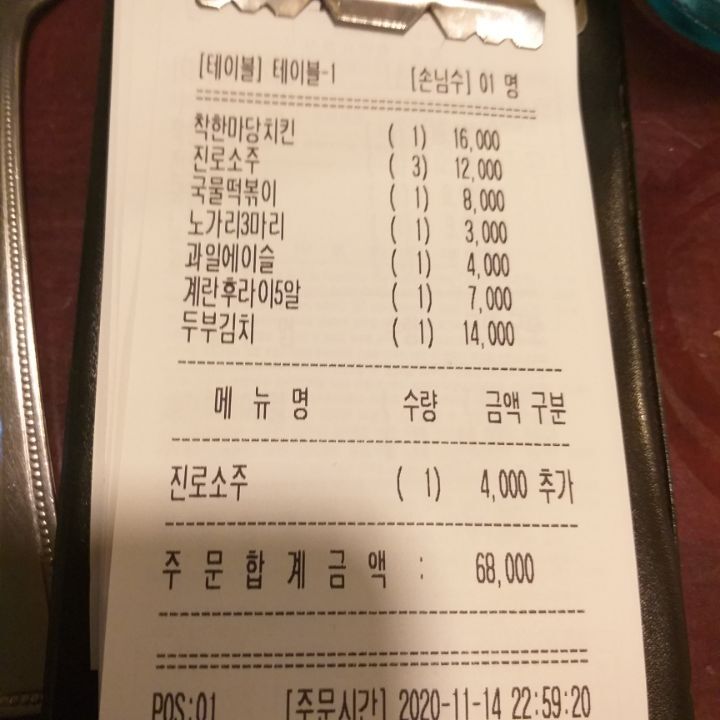 [테이블] 테이블-1 [손님수] 01 명
착한마당치킨 ( 1) 16,000
진로소주 ( 3) 12,000
국물떡볶이 ( 1) 8,000
노가리3마리 ( 1) 3,000
과일에이슬 ( 1) 4,000
계란후라이5알 ( 1) 7,000
두부김치 ( 1) 14,000
메 뉴 명 수량 금액 구분
진로소주 ( 1) 4,000 추가
주 문 합 계 금 액 : 68,000
POS:01 [주문시간] 2020-11-14 22:59:20